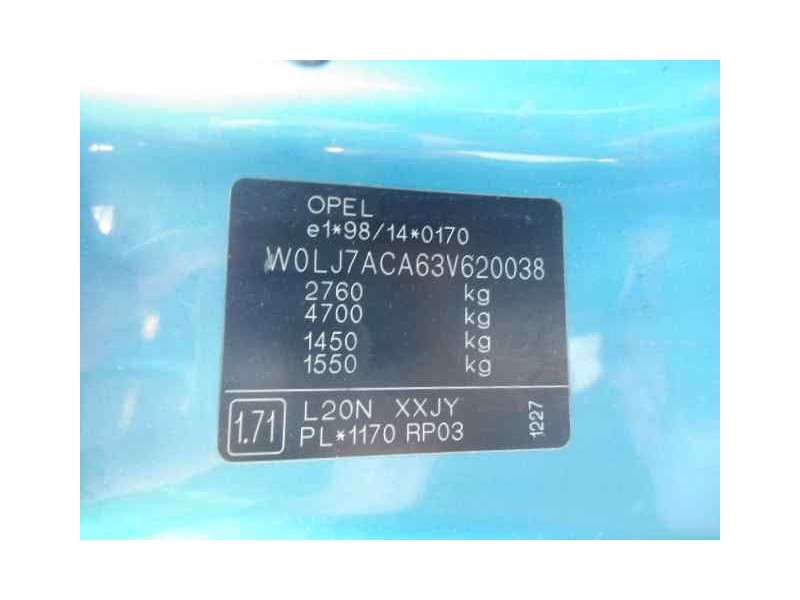 OPEL
e1*98/14*0170
W0LJ7ACA63V620038
2760 kg
4700 kg
1450 kg
1550 kg
1.71
L20N XXJY
PL*1170 RP03
1227